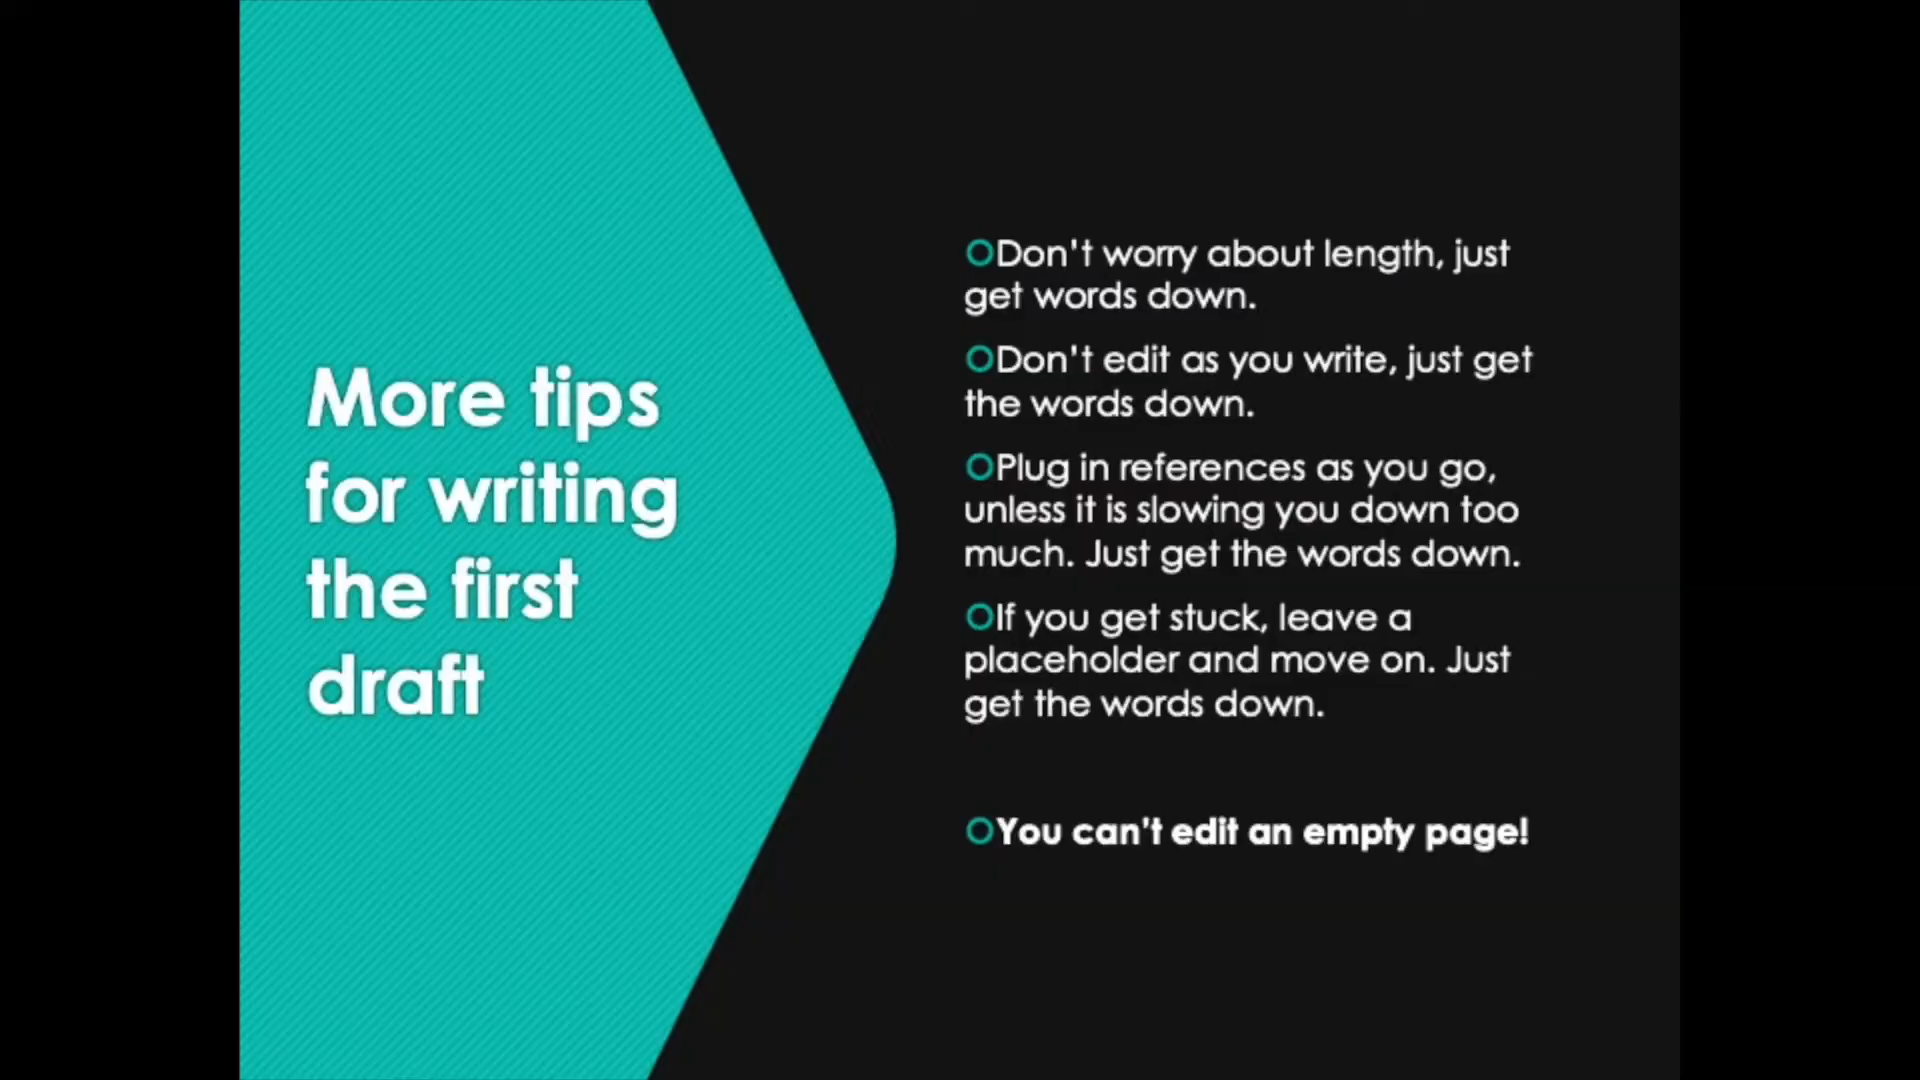 More tips
for writing
the first
draft
Don't worry about length, just
get words down.
Don't edit as you write, just get
the words down.
Plug in references as you go,
unless it is slowing you down too
much. Just get the words down.
If you get stuck, leave a
placeholder and move on. Just
get the words down.
You can't edit an empty page!